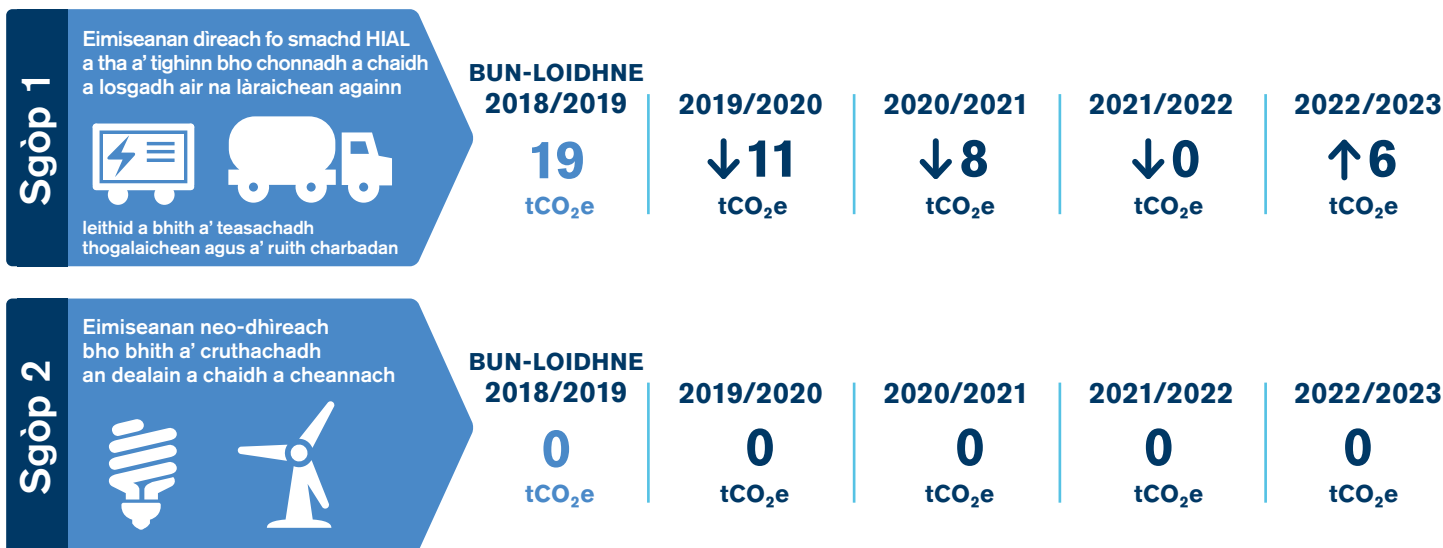 Sgòp 1
Eimiseanan dìreach fo smachd HIAL
a tha a' tighinn bho chonnadh a chaidh
a losgadh air na làraichean againn
leithid a bhith a' teasachadh
thogalaichean agus a' ruith charbadan
BUN-LOIDHNE
2018/2019
19
tCO₂e
2019/2020
↓11
tCO₂e
2020/2021
↓8
tCO₂e
2021/2022
↓0
tCO₂e
2022/2023
↑6
tCO₂e
Sgòp 2
Eimiseanan neo-dhìreach
bho bhith a' cruthachadh
an dealain a chaidh a cheannach
BUN-LOIDHNE
2018/2019
0
tCO₂e
2019/2020
0
tCO₂e
2020/2021
0
tCO₂e
2021/2022
0
tCO₂e
2022/2023
0
tCO₂e